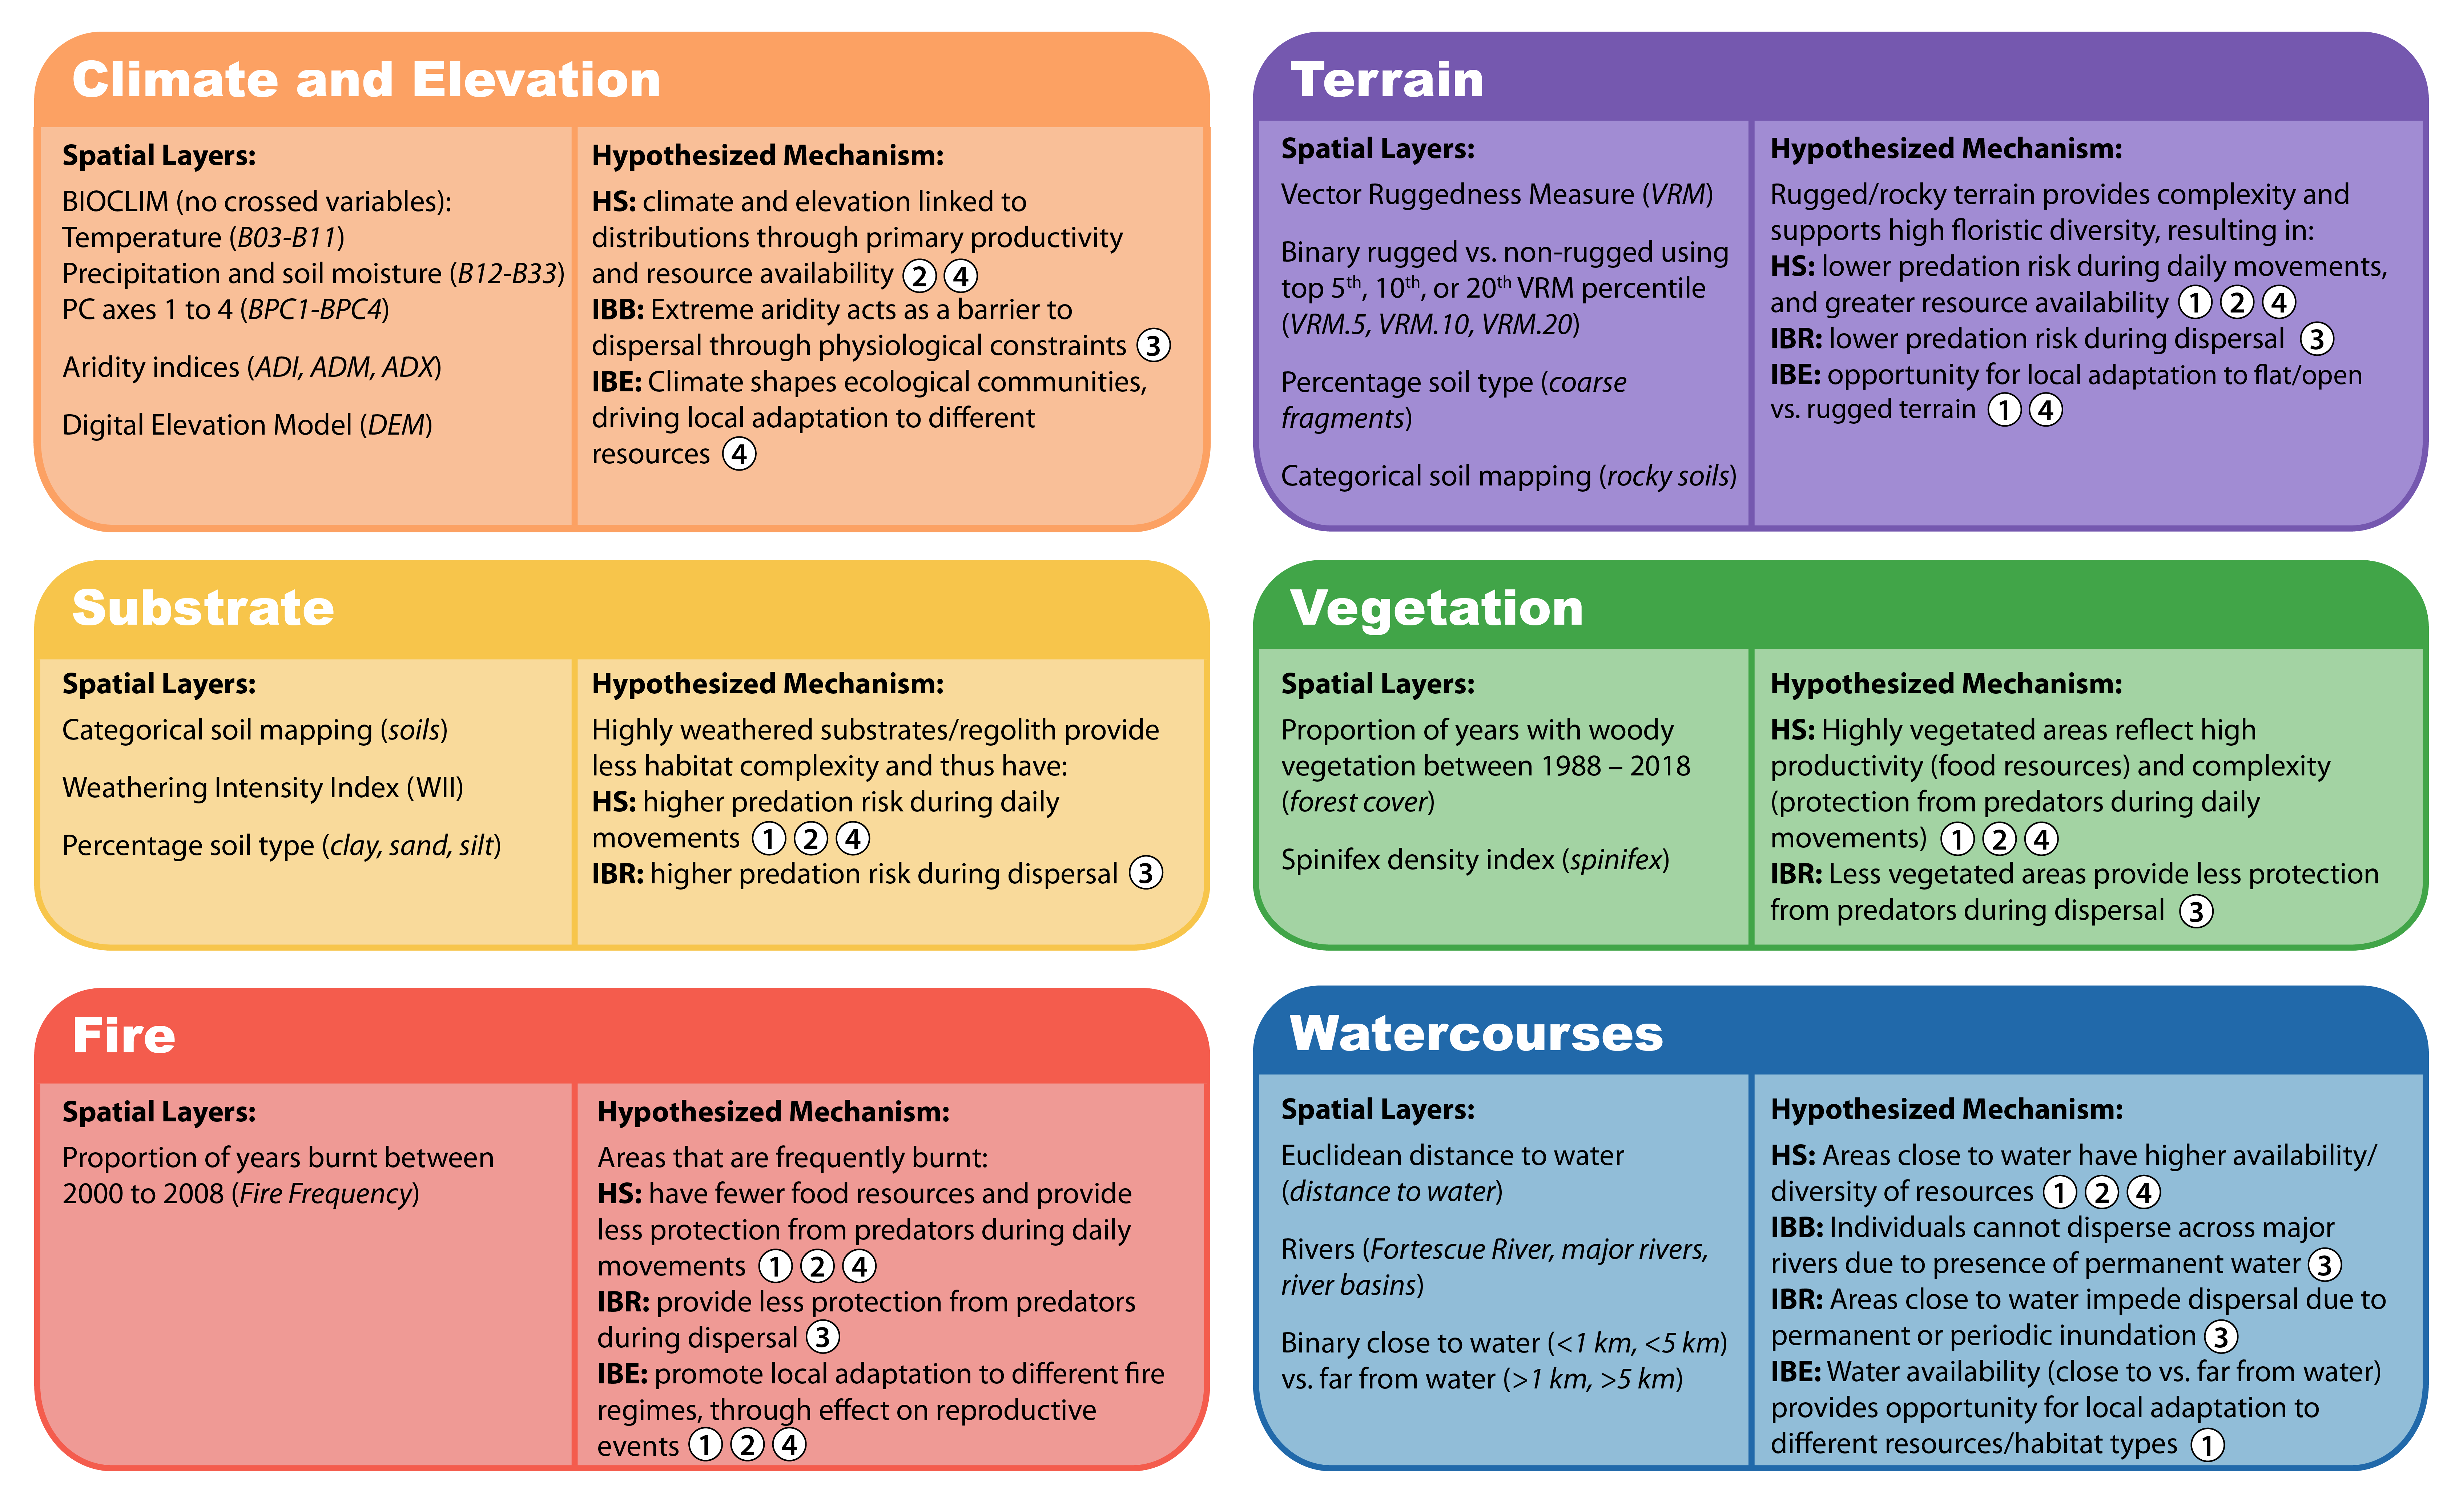 Climate and Elevation
Spatial Layers:
BIOCLIM (no crossed variables):
Temperature (B03-B11)
Precipitation and soil moisture (B12-B33)
PC axes 1 to 4 (BPC1-BPC4)
Aridity indices (ADI, ADM, ADX)
Digital Elevation Model (DEM)
Hypothesized Mechanism:
HS: climate and elevation linked to
distributions through primary productivity
and resource availability 2 4
IBB: Extreme aridity acts as a barrier to
dispersal through physiological constraints 3
IBE: Climate shapes ecological communities,
driving local adaptation to different
resources 4
Terrain
Spatial Layers:
Vector Ruggedness Measure (VRM)
Binary rugged vs. non-rugged using
top 5th, 10th, or 20th VRM percentile
(VRM.5, VRM.10, VRM.20)
Percentage soil type (coarse
fragments)
Categorical soil mapping (rocky soils)
Hypothesized Mechanism:
Rugged/rocky terrain provides complexity and
supports high floristic diversity, resulting in:
HS: lower predation risk during daily movements,
and greater resource availability 1 2 4
IBR: lower predation risk during dispersal 3
IBE: opportunity for local adaptation to flat/open
vs. rugged terrain 1 4
Substrate
Spatial Layers:
Categorical soil mapping (soils)
Weathering Intensity Index (WII)
Percentage soil type (clay, sand, silt)
Hypothesized Mechanism:
Highly weathered substrates/regolith provide
less habitat complexity and thus have:
HS: higher predation risk during daily
movements 1 2 4
IBR: higher predation risk during dispersal 3
Vegetation
Spatial Layers:
Proportion of years with woody
vegetation between 1988 – 2018
(forest cover)
Spinifex density index (spinifex)
Hypothesized Mechanism:
HS: Highly vegetated areas reflect high
productivity (food resources) and complexity
(protection from predators during daily
movements) 1 2 4
IBR: Less vegetated areas provide less protection
from predators during dispersal 3
Fire
Spatial Layers:
Proportion of years burnt between
2000 to 2008 (Fire Frequency)
Hypothesized Mechanism:
Areas that are frequently burnt:
HS: have fewer food resources and provide
less protection from predators during daily
movements 1 2 4
IBR: provide less protection from predators
during dispersal 3
IBE: promote local adaptation to different fire
regimes, through effect on reproductive
events 1 2 4
Watercourses
Spatial Layers:
Euclidean distance to water
(distance to water)
Rivers (Fortescue River, major rivers,
river basins)
Binary close to water (<1 km, <5 km)
vs. far from water (>1 km, >5 km)
Hypothesized Mechanism:
HS: Areas close to water have higher availability/
diversity of resources 1 2 4
IBB: Individuals cannot disperse across major
rivers due to presence of permanent water 3
IBR: Areas close to water impede dispersal due to
permanent or periodic inundation 3
IBE: Water availability (close to vs. far from water)
provides opportunity for local adaptation to
different resources/habitat types 1